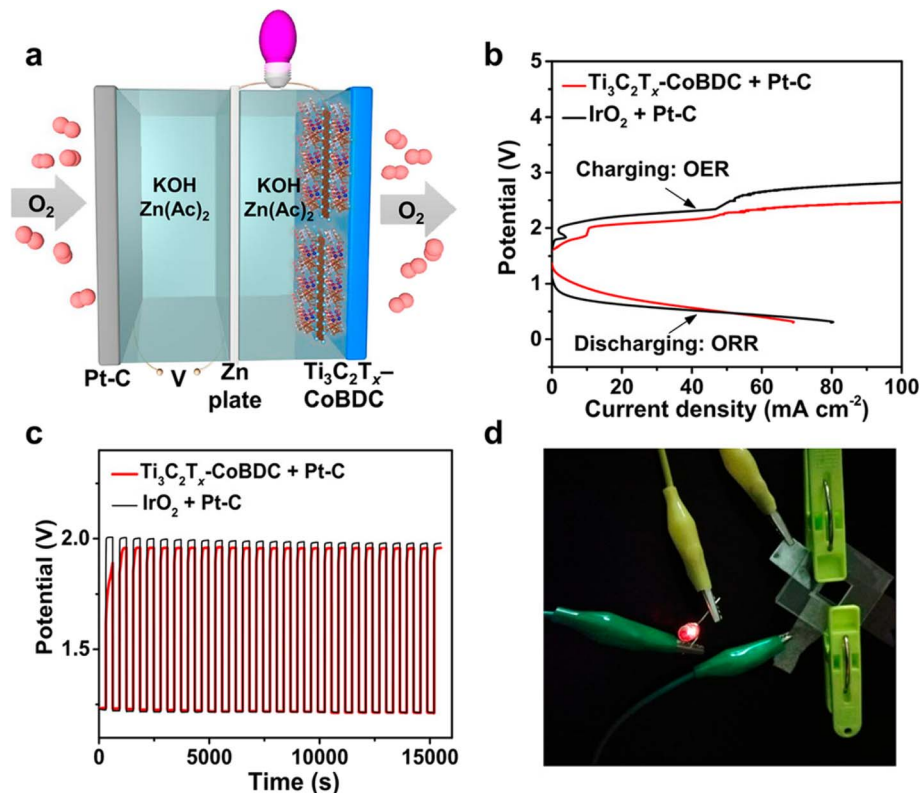 a
O₂
KOH
Zn(Ac)₂
KOH
Zn(Ac)₂
O₂
Pt-C
V
Zn
plate
Ti₃C₂Tₓ–
CoBDC
b
Ti₃C₂Tₓ-CoBDC + Pt-C
IrO₂ + Pt-C
Charging: OER
Discharging: ORR
Potential (V)
5
4
3
2
1
0
0
20
40
60
80
100
Current density (mA cm⁻²)
c
Ti₃C₂Tₓ-CoBDC + Pt-C
IrO₂ + Pt-C
Potential (V)
2.0
1.5
0
5000
10000
15000
Time (s)
d